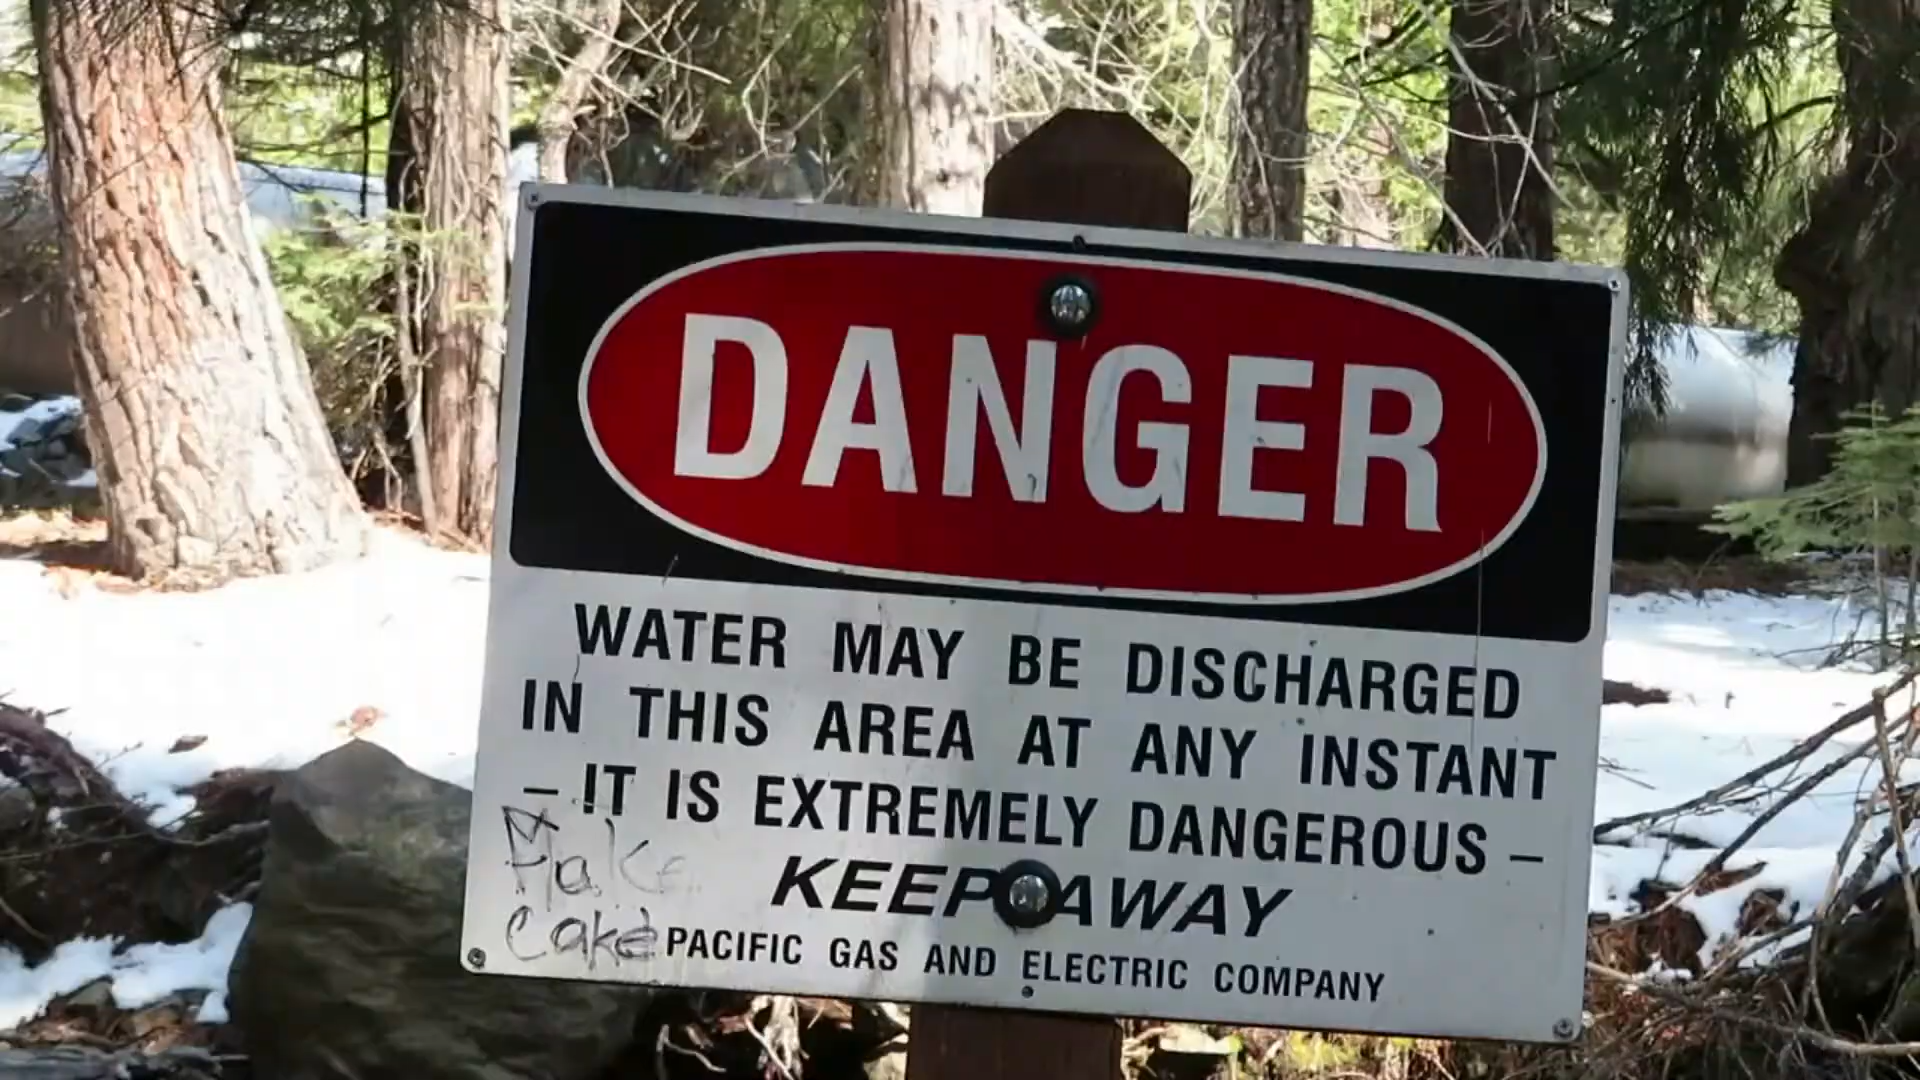 DANGER
WATER MAY BE DISCHARGED
IN THIS AREA AT ANY INSTANT
– IT IS EXTREMELY DANGEROUS –
KEEP AWAY
Make
Cake
PACIFIC GAS AND ELECTRIC COMPANY